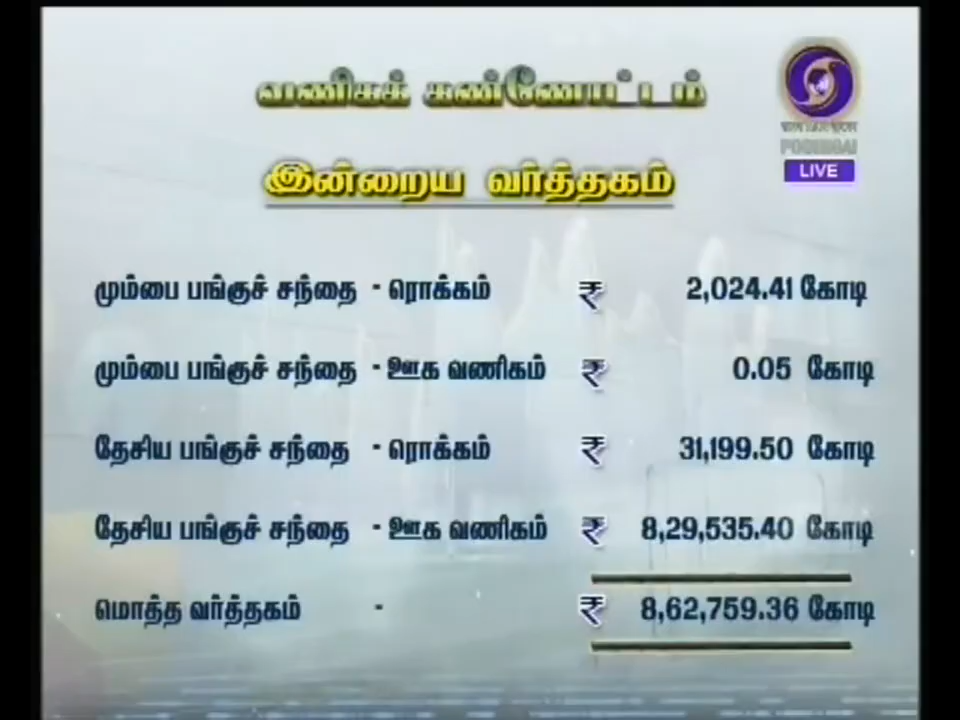 வணிகக் கண்ணோட்டம்
இன்றைய வர்த்தகம்
PODHIGAI
LIVE
மும்பை பங்குச் சந்தை - ரொக்கம் ₹ 2,024.41 கோடி
மும்பை பங்குச் சந்தை - ஊக வணிகம் ₹ 0.05 கோடி
தேசிய பங்குச் சந்தை - ரொக்கம் ₹ 31,199.50 கோடி
தேசிய பங்குச் சந்தை - ஊக வணிகம் ₹ 8,29,535.40 கோடி
மொத்த வர்த்தகம் - ₹ 8,62,759.36 கோடி